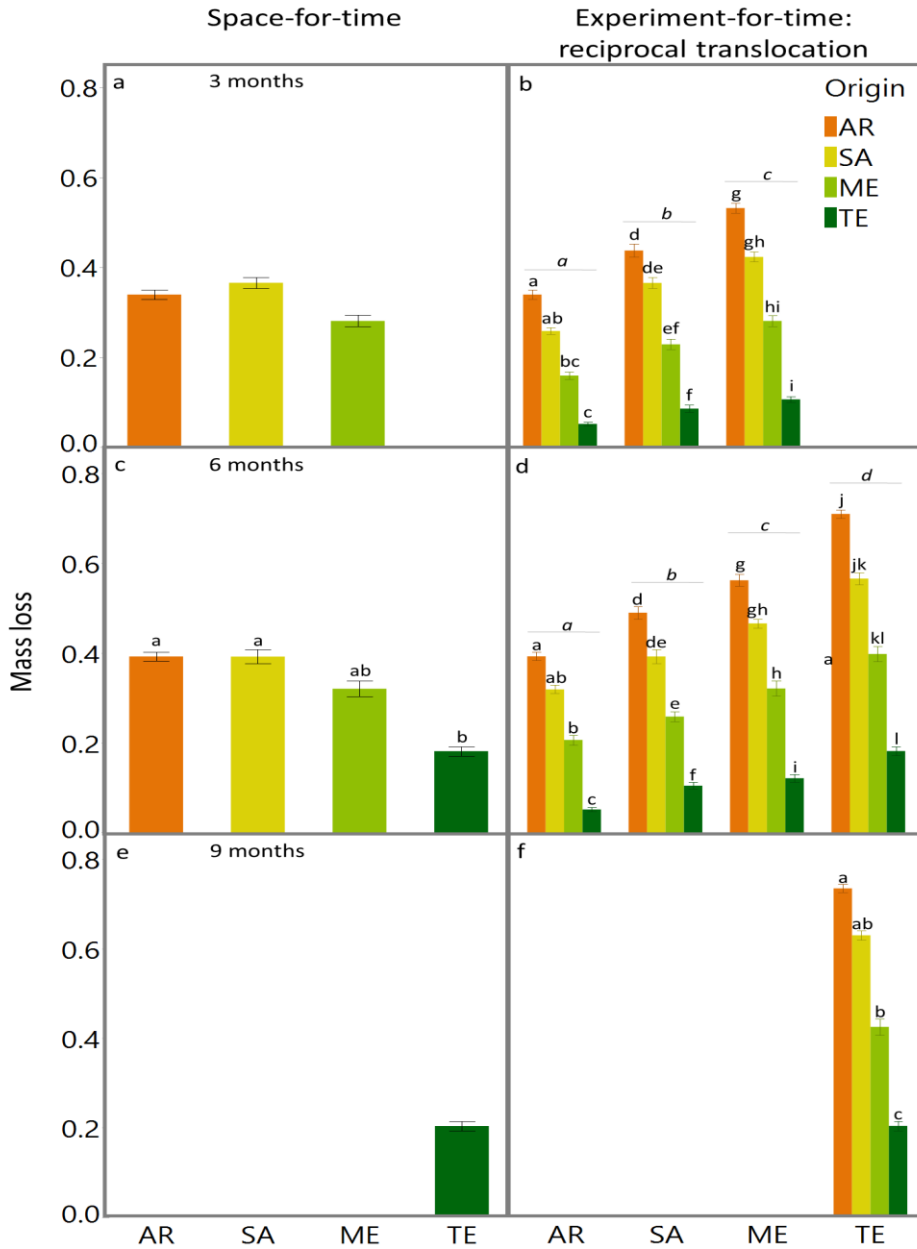 Space-for-time
Experiment-for-time:
reciprocal translocation
a
3 months
0.8
0.6
0.4
0.2
0.0
b
Origin
AR
SA
ME
TE
a
b
c
a
ab
bc
c
d
de
ef
f
g
gh
hi
i
c
6 months
0.8
0.6
0.4
0.2
0.0
a
a
ab
b
d
a
b
c
d
a
ab
b
c
d
de
e
f
g
gh
h
i
a
j
jk
kl
l
Mass loss
e
9 months
0.8
0.6
0.4
0.2
0.0
f
a
ab
b
c
AR SA ME TE
AR SA ME TE